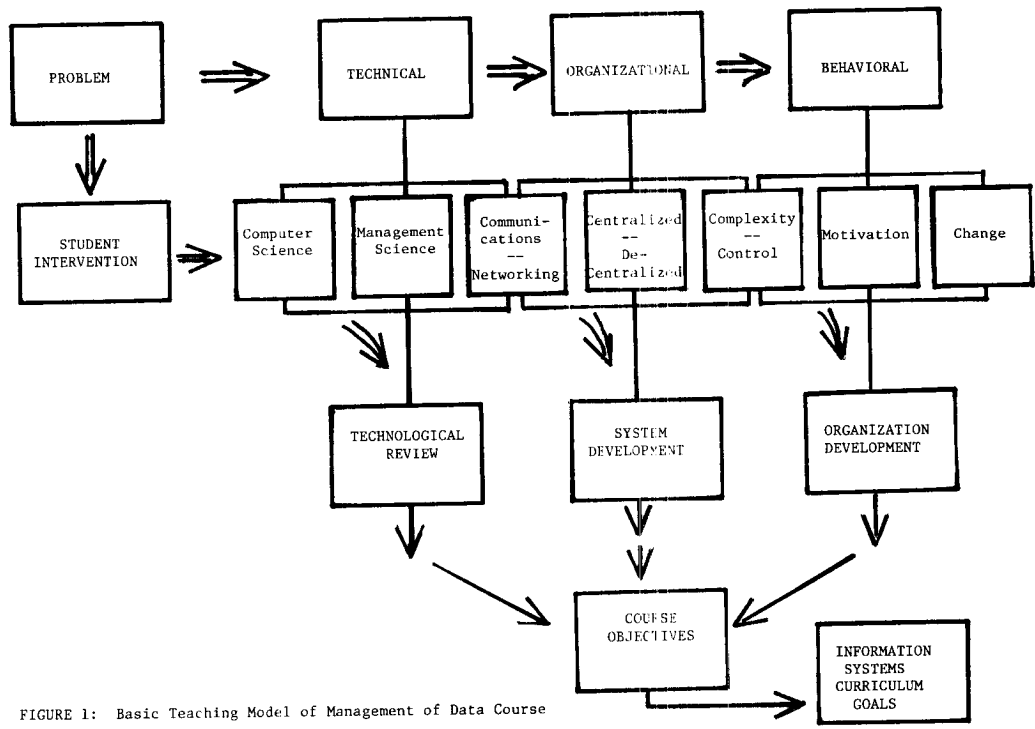 PROBLEM
TECHNICAL
ORGANIZATIONAL
BEHAVIORAL
STUDENT
INTERVENTION
Computer
Science
Management
Science
Communi-
cations
--
Networking
Centralized
--
De-
Centralized
Complexity
--
Control
Motivation
Change
TECHNOLOGICAL
REVIEW
SYSTEM
DEVELOPMENT
ORGANIZATION
DEVELOPMENT
COURSE
OBJECTIVES
INFORMATION
SYSTEMS
CURRICULUM
GOALS
FIGURE 1: Basic Teaching Model of Management of Data Course